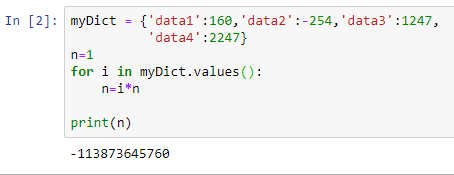 In [2]: myDict = {'data1':160,'data2':-254,'data3':1247,
'data4':2247}
n=1
for i in myDict.values():
n=i*n
print(n)
-113873645760